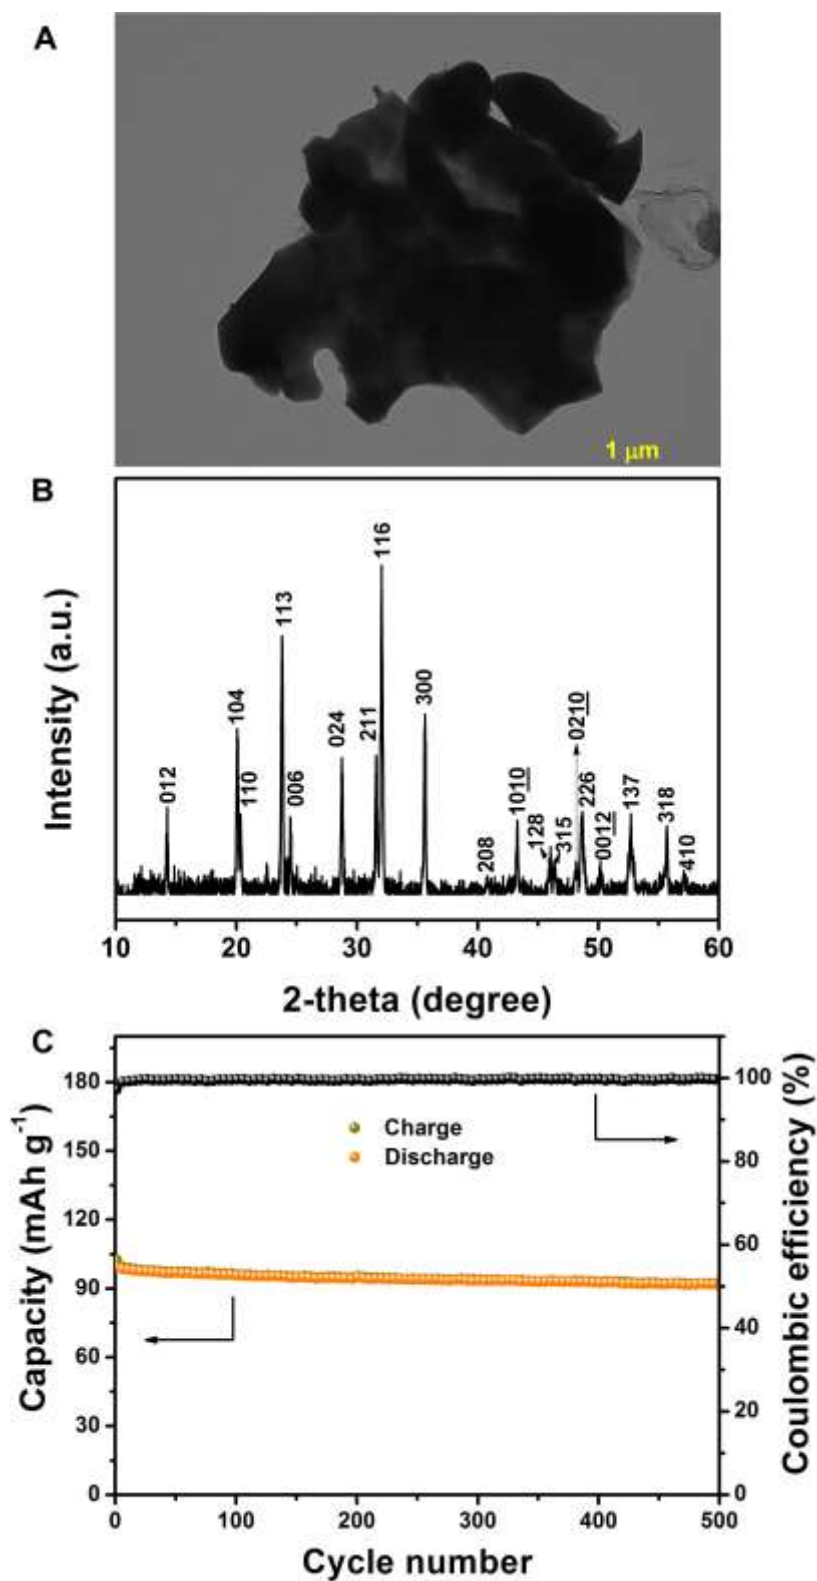 A
1 μm
B
Intensity (a.u.)
012
104
110
113
006
024
211
116
300
208
1010
128
315
0210
226
0012
137
318
410
10 20 30 40 50 60
2-theta (degree)
C
Capacity (mAh g⁻¹)
180
150
120
90
60
30
0
Charge
Discharge
Coulombic efficiency (%)
100
80
60
40
20
0
0 100 200 300 400 500
Cycle number